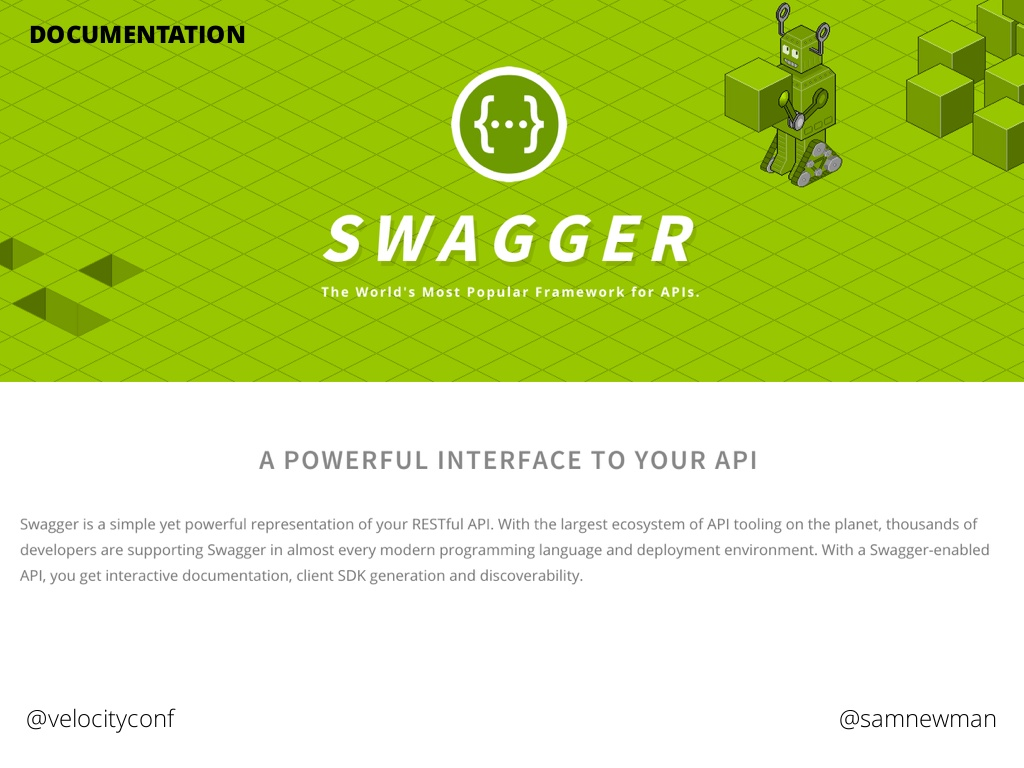 DOCUMENTATION
{···}
SWAGGER
The World's Most Popular Framework for APIs.
A POWERFUL INTERFACE TO YOUR API
Swagger is a simple yet powerful representation of your RESTful API. With the largest ecosystem of API tooling on the planet, thousands of
developers are supporting Swagger in almost every modern programming language and deployment environment. With a Swagger-enabled
API, you get interactive documentation, client SDK generation and discoverability.
@velocityconf
@samnewman